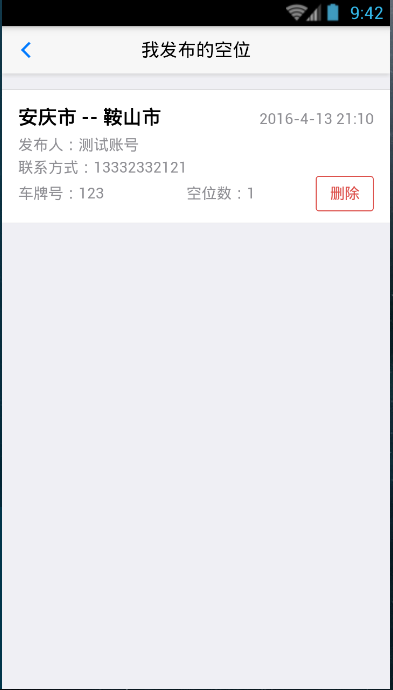 9:42
我发布的空位
安庆市 -- 鞍山市 2016-4-13 21:10
发布人：测试账号
联系方式：13332332121
车牌号：123 空位数：1 删除